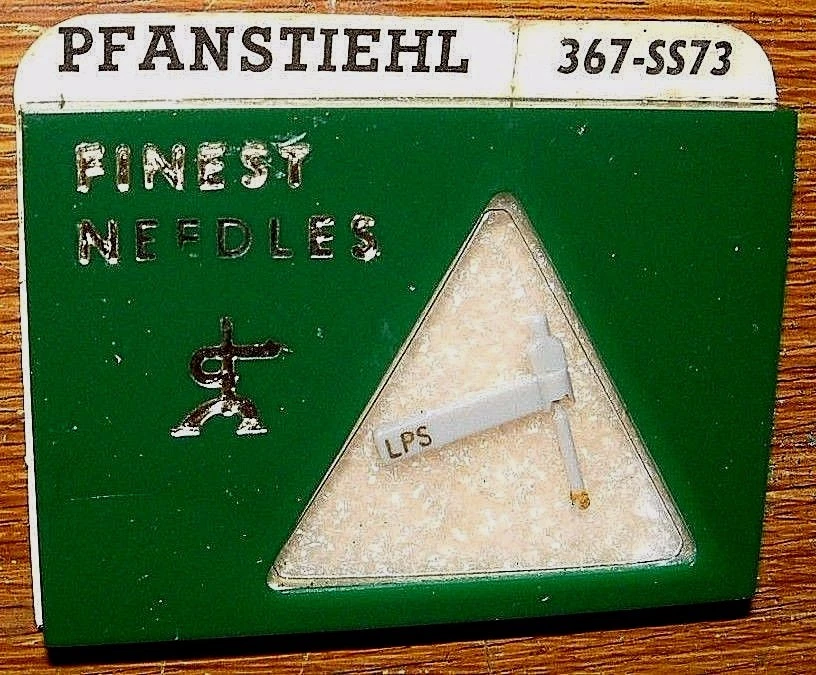 PFANSTIEHL 367-SS73
FINEST
NEEDLES
LPS